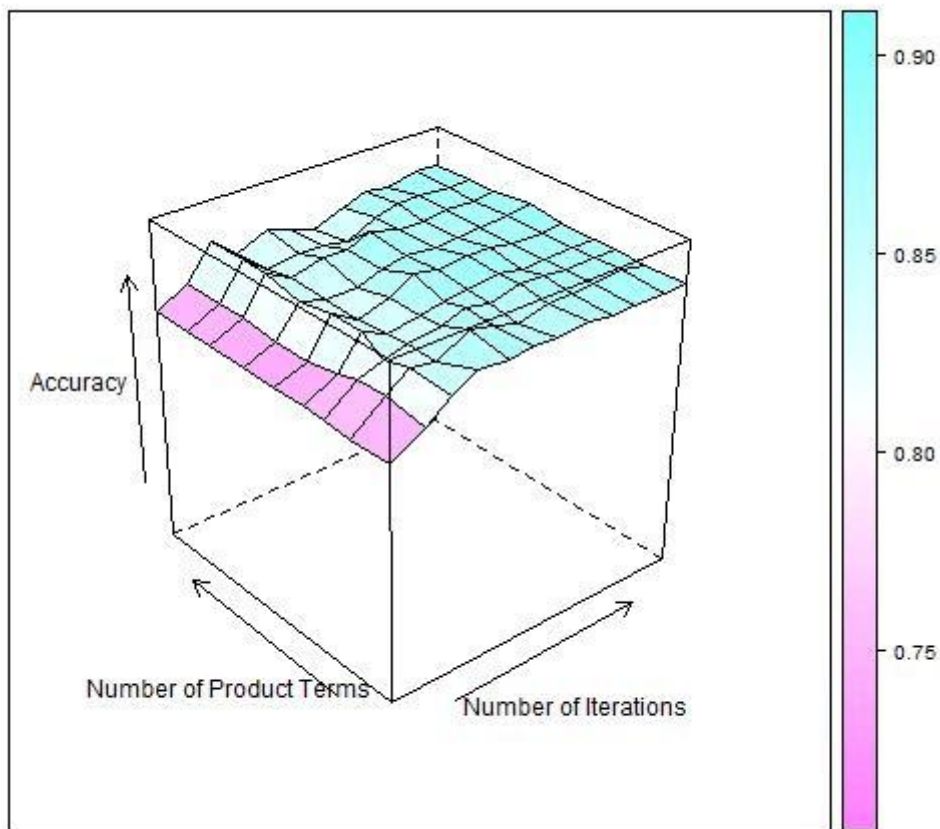 0.90
0.85
Accuracy
0.80
0.75
Number of Product Terms
Number of Iterations